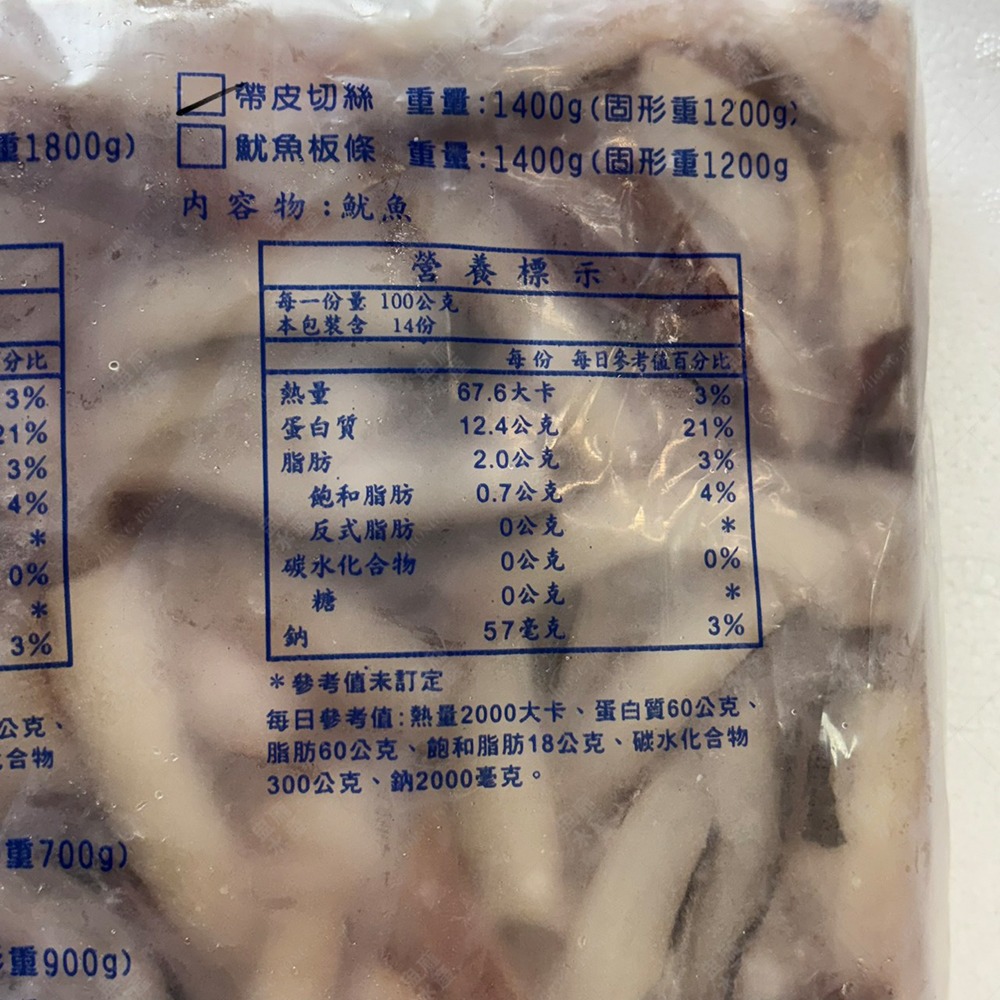 帶皮切絲 重量:1400g(固形重1200g)
重1800g)
魷魚板條 重量:1400g(固形重1200g
內容物:魷魚
營養標示
每一份量 100公克
本包裝含 14份
每份 每日參考值百分比
熱量 67.6大卡 3%
蛋白質 12.4公克 21%
脂肪 2.0公克 3%
飽和脂肪 0.7公克 4%
反式脂肪 0公克 *
碳水化合物 0公克 0%
糖 0公克 *
鈉 57毫克 3%
*參考值未訂定
每日參考值:熱量2000大卡、蛋白質60公克、
脂肪60公克、飽和脂肪18公克、碳水化合物
300公克、鈉2000毫克。
分比
3%
21%
3%
4%
*
0%
*
3%
公克、
合物
重700g)
重900g)